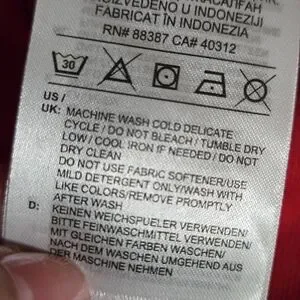 PROIZVEDENO U INDONEZIJI
FABRICAT ÎN INDONEZIA
RN# 88387 CA# 40312
30
US /
UK: MACHINE WASH COLD DELICATE
CYCLE / DO NOT BLEACH / TUMBLE DRY
LOW / COOL IRON IF NEEDED / DO NOT
DRY CLEAN
DO NOT USE FABRIC SOFTENER/USE
MILD DETERGENT ONLY/WASH WITH
LIKE COLORS/REMOVE PROMPTLY
AFTER WASH
D: KEINEN WEICHSPUELER VERWENDEN/
BITTE FEINWASCHMITTEL VERWENDEN/
MIT GLEICHEN FARBEN WASCHEN/
NACH DEM WASCHEN UMGEHEND AUS
DER MASCHINE NEHMEN